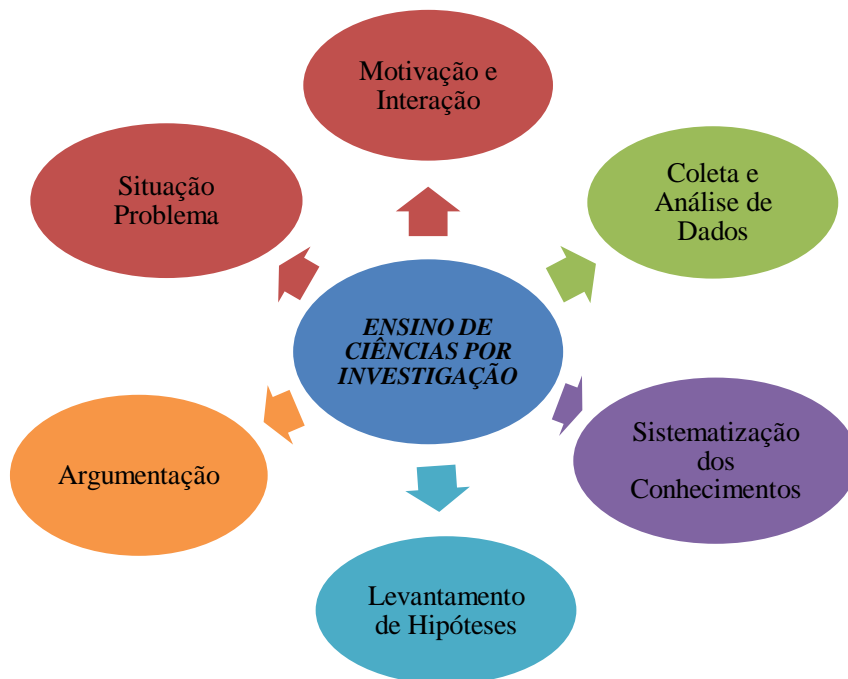 Motivação e
Interação
Situação
Problema
Coleta e
Análise de
Dados
ENSINO DE
CIÊNCIAS POR
INVESTIGAÇÃO
Argumentação
Sistematização
dos
Conhecimentos
Levantamento
de Hipóteses